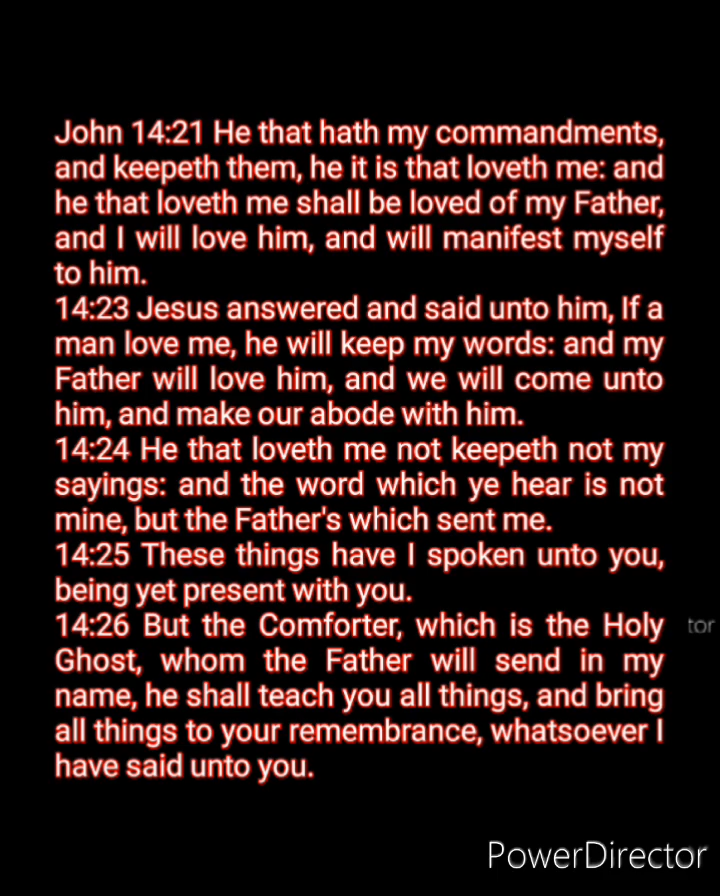 John 14:21 He that hath my commandments,
and keepeth them, he it is that loveth me: and
he that loveth me shall be loved of my Father,
and I will love him, and will manifest myself
to him.
14:23 Jesus answered and said unto him, If a
man love me, he will keep my words: and my
Father will love him, and we will come unto
him, and make our abode with him.
14:24 He that loveth me not keepeth not my
sayings: and the word which ye hear is not
mine, but the Father's which sent me.
14:25 These things have I spoken unto you,
being yet present with you.
14:26 But the Comforter, which is the Holy
Ghost, whom the Father will send in my
name, he shall teach you all things, and bring
all things to your remembrance, whatsoever I
have said unto you.
tor
PowerDirector